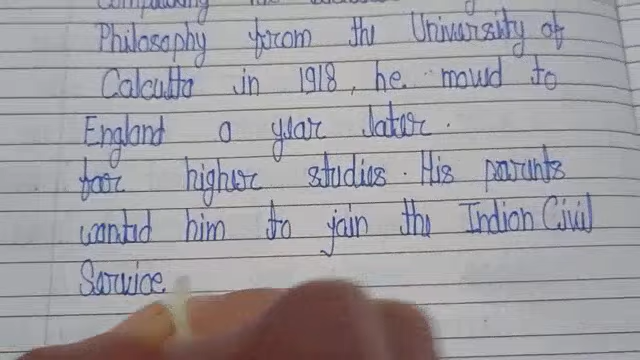 Philosophy from the University of
Calcutta in 1918, he moved to
England a year later.
for higher studies. His parents
wanted him to join the Indian Civil
Service